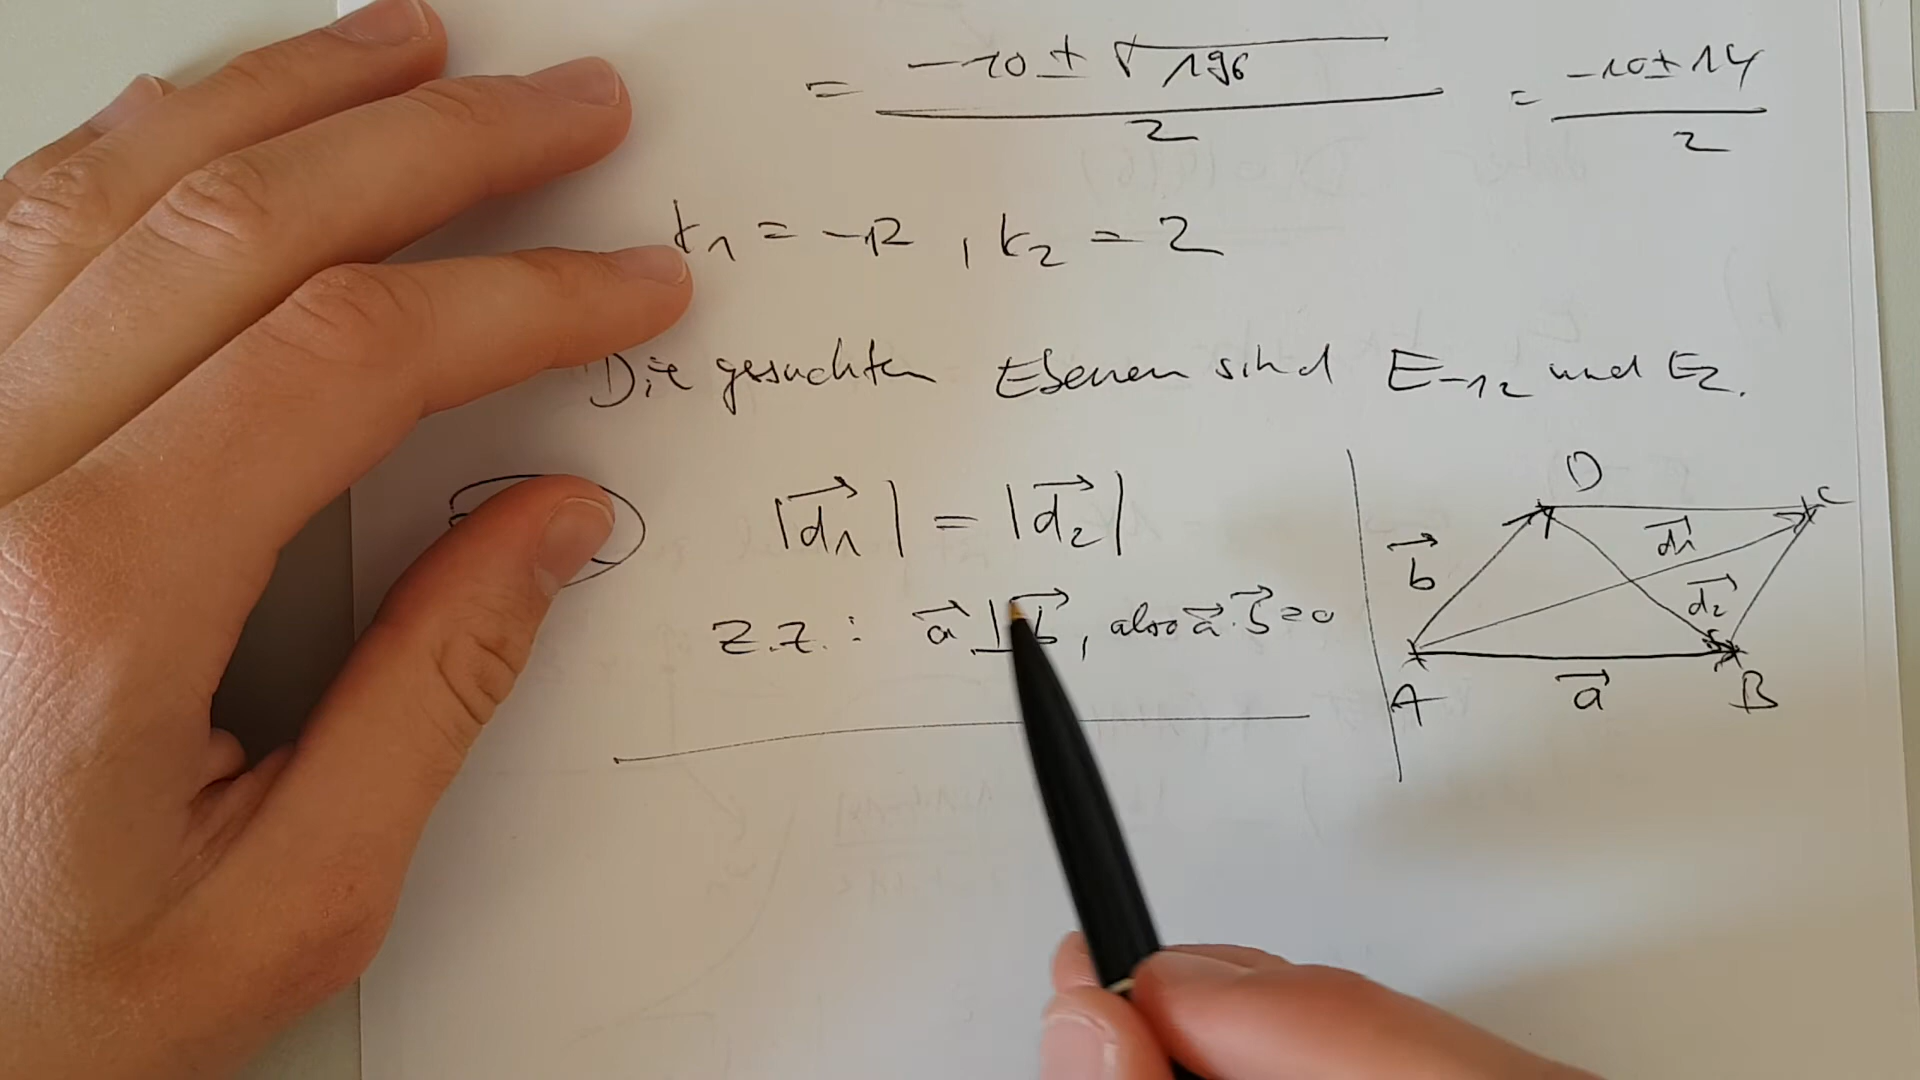 = (-10 ± √196) / 2 = (-10 ± 14) / 2
k₁ = -12, k₂ = 2
Die gesuchten Ebenen sind E₋₁₂ und E₂.
|d₁⃗| = |d₂⃗|
z.z.: a⃗ ⊥ b⃗, also a⃗ · b⃗ = 0
D
C
d₁⃗
b⃗
d₂⃗
A
a⃗
B